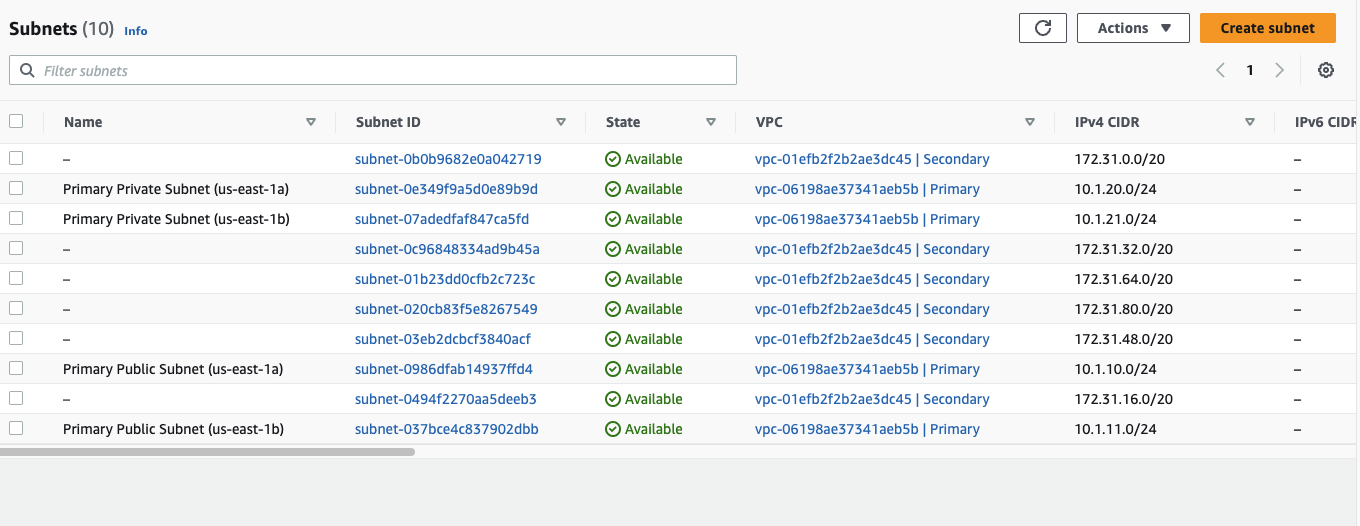 Subnets (10) Info
Actions
Create subnet
Filter subnets
1
Name Subnet ID State VPC IPv4 CIDR IPv6 CIDR
– subnet-0b0b9682e0a042719 Available vpc-01efb2f2b2ae3dc45 | Secondary 172.31.0.0/20 –
Primary Private Subnet (us-east-1a) subnet-0e349f9a5d0e89b9d Available vpc-06198ae37341aeb5b | Primary 10.1.20.0/24 –
Primary Private Subnet (us-east-1b) subnet-07adedfaf847ca5fd Available vpc-06198ae37341aeb5b | Primary 10.1.21.0/24 –
– subnet-0c96848334ad9b45a Available vpc-01efb2f2b2ae3dc45 | Secondary 172.31.32.0/20 –
– subnet-01b23dd0cfb2c723c Available vpc-01efb2f2b2ae3dc45 | Secondary 172.31.64.0/20 –
– subnet-020cb83f5e8267549 Available vpc-01efb2f2b2ae3dc45 | Secondary 172.31.80.0/20 –
– subnet-03eb2dcbcf3840acf Available vpc-01efb2f2b2ae3dc45 | Secondary 172.31.48.0/20 –
Primary Public Subnet (us-east-1a) subnet-0986dfab14937ffd4 Available vpc-06198ae37341aeb5b | Primary 10.1.10.0/24 –
– subnet-0494f2270aa5deeb3 Available vpc-01efb2f2b2ae3dc45 | Secondary 172.31.16.0/20 –
Primary Public Subnet (us-east-1b) subnet-037bce4c837902dbb Available vpc-06198ae37341aeb5b | Primary 10.1.11.0/24 –